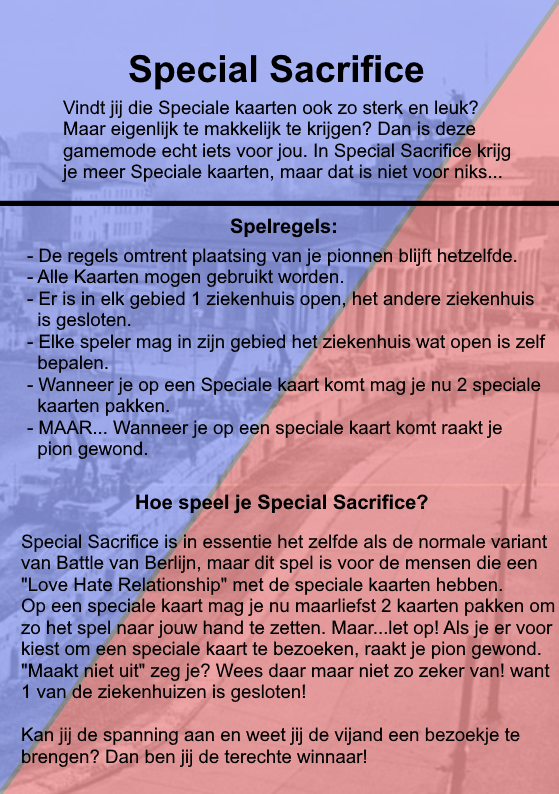 Special Sacrifice
Vindt jij die Speciale kaarten ook zo sterk en leuk?
Maar eigenlijk te makkelijk te krijgen? Dan is deze
gamemode echt iets voor jou. In Special Sacrifice krijg
je meer Speciale kaarten, maar dat is niet voor niks...
Spelregels:
- De regels omtrent plaatsing van je pionnen blijft hetzelfde.
- Alle Kaarten mogen gebruikt worden.
- Er is in elk gebied 1 ziekenhuis open, het andere ziekenhuis
is gesloten.
- Elke speler mag in zijn gebied het ziekenhuis wat open is zelf
bepalen.
- Wanneer je op een Speciale kaart komt mag je nu 2 speciale
kaarten pakken.
- MAAR... Wanneer je op een speciale kaart komt raakt je
pion gewond.
Hoe speel je Special Sacrifice?
Special Sacrifice is in essentie het zelfde als de normale variant
van Battle van Berlijn, maar dit spel is voor de mensen die een
"Love Hate Relationship" met de speciale kaarten hebben.
Op een speciale kaart mag je nu maarliefst 2 kaarten pakken om
zo het spel naar jouw hand te zetten. Maar...let op! Als je er voor
kiest om een speciale kaart te bezoeken, raakt je pion gewond.
"Maakt niet uit" zeg je? Wees daar maar niet zo zeker van! want
1 van de ziekenhuizen is gesloten!
Kan jij de spanning aan en weet jij de vijand een bezoekje te
brengen? Dan ben jij de terechte winnaar!